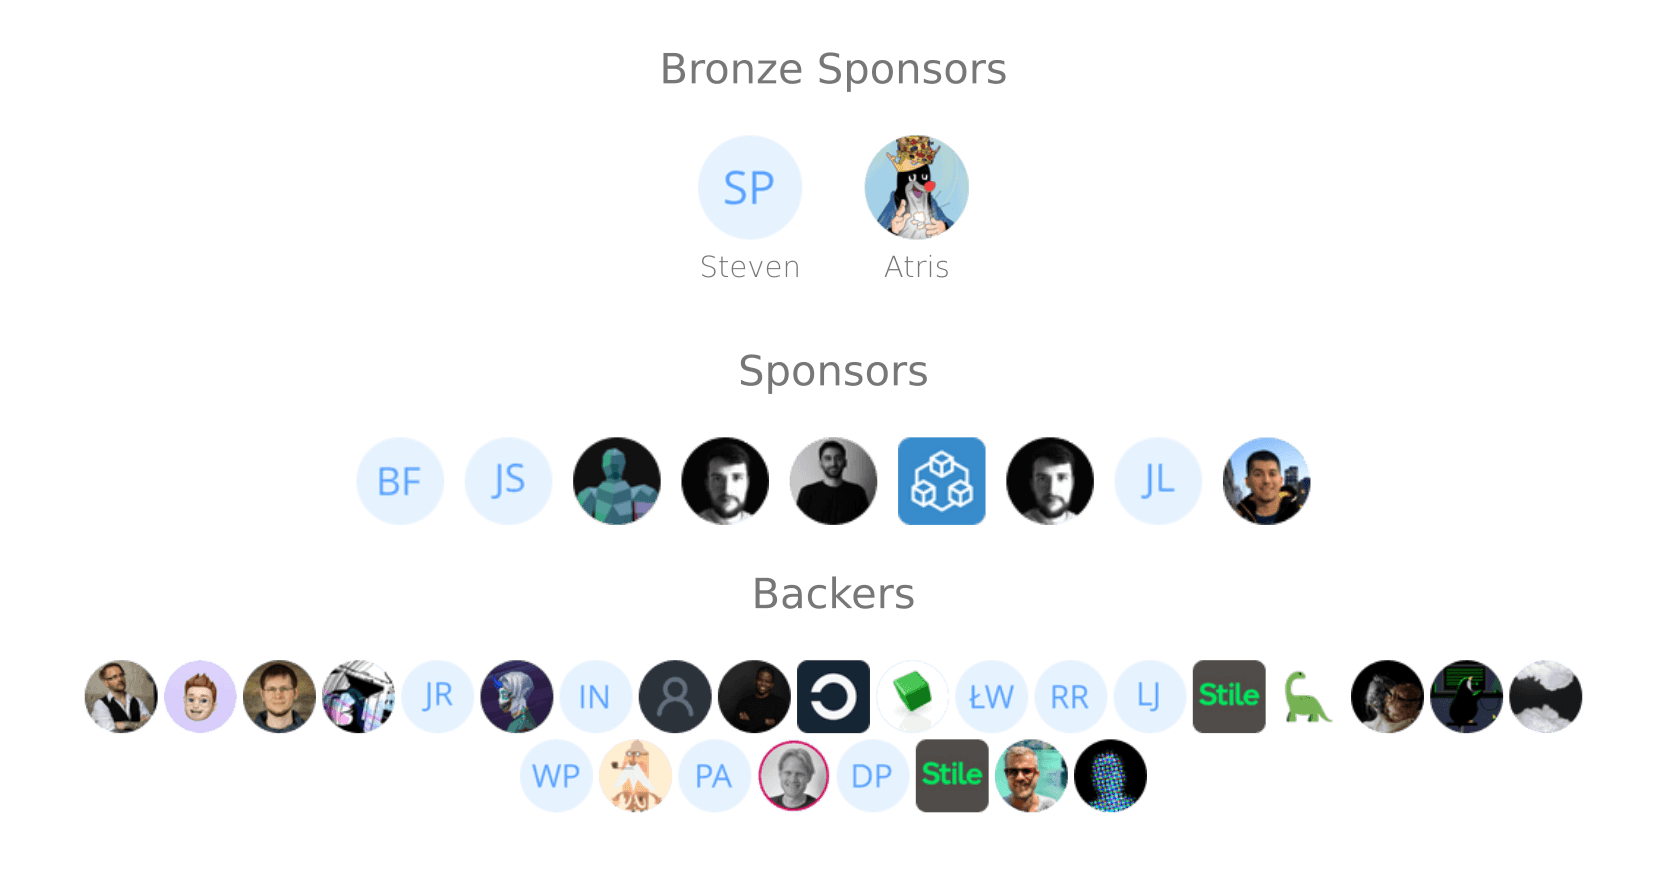 Bronze Sponsors
SP
Steven Atris
Sponsors
BF JS JL
Backers
JR IN ŁW RR LJ Stile
WP PA DP Stile